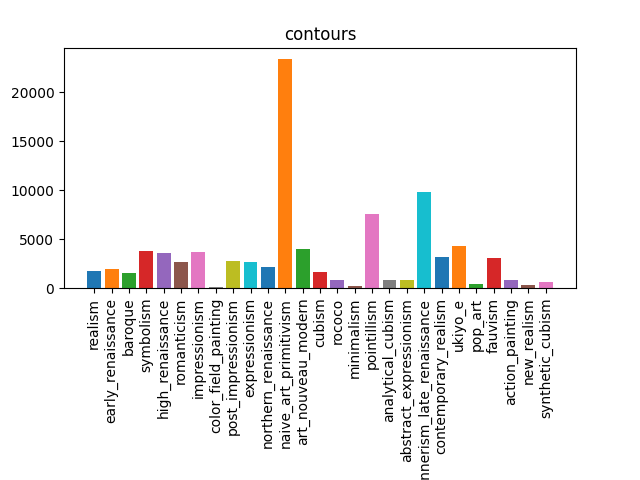 contours
20000
15000
10000
5000
0
realism
early_renaissance
baroque
symbolism
high_renaissance
romanticism
impressionism
color_field_painting
post_impressionism
expressionism
northern_renaissance
naive_art_primitivism
art_nouveau_modern
cubism
rococo
minimalism
pointillism
analytical_cubism
abstract_expressionism
nnerism_late_renaissance
contemporary_realism
ukiyo_e
pop_art
fauvism
action_painting
new_realism
synthetic_cubism